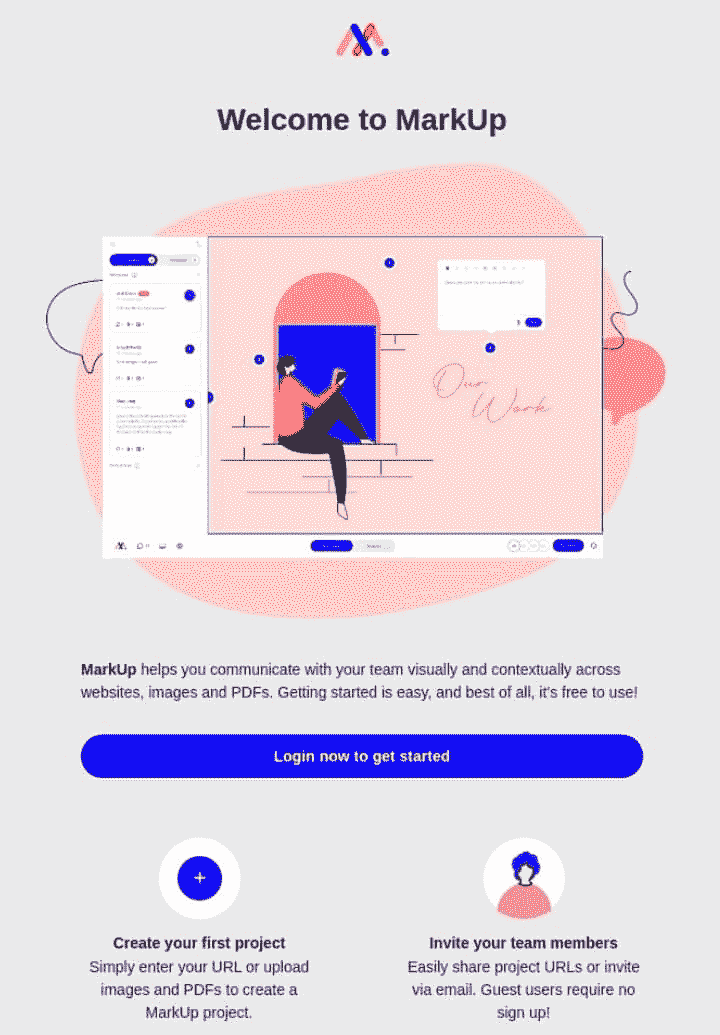 Welcome to MarkUp
Our
Work
MarkUp helps you communicate with your team visually and contextually across
websites, images and PDFs. Getting started is easy, and best of all, it's free to use!
Login now to get started
Create your first project
Simply enter your URL or upload
images and PDFs to create a
MarkUp project.
Invite your team members
Easily share project URLs or invite
via email. Guest users require no
sign up!